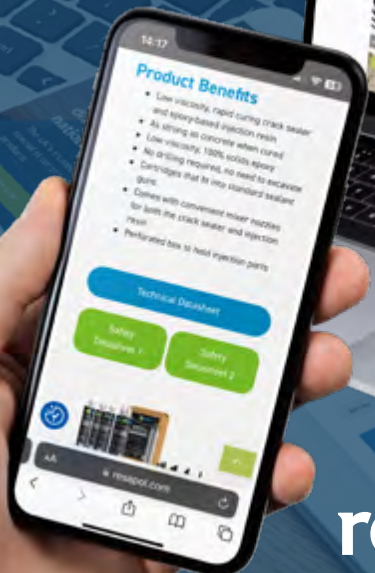 14:17
Product Benefits
• Low viscosity, rapid curing crack sealer
and epoxy-based injection resin
• As strong as concrete when cured
• Low viscosity, 100% solids epoxy
• No drilling required, no need to excavate
• Cartridges that fit into standard sealant
guns
• Comes with convenient mixer nozzles
for both the crack sealer and injection
resin
• Perforated box to hold injection parts
Technical Datasheet
Safety
Datasheet 1
Safety
Datasheet 2
AA
resapol.com